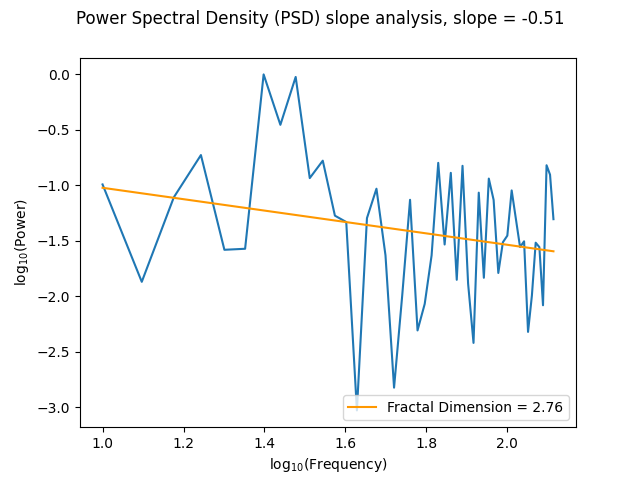 Power Spectral Density (PSD) slope analysis, slope = -0.51
0.0
−0.5
−1.0
−1.5
−2.0
−2.5
−3.0
log₁₀(Power)
Fractal Dimension = 2.76
1.0 1.2 1.4 1.6 1.8 2.0
log₁₀(Frequency)